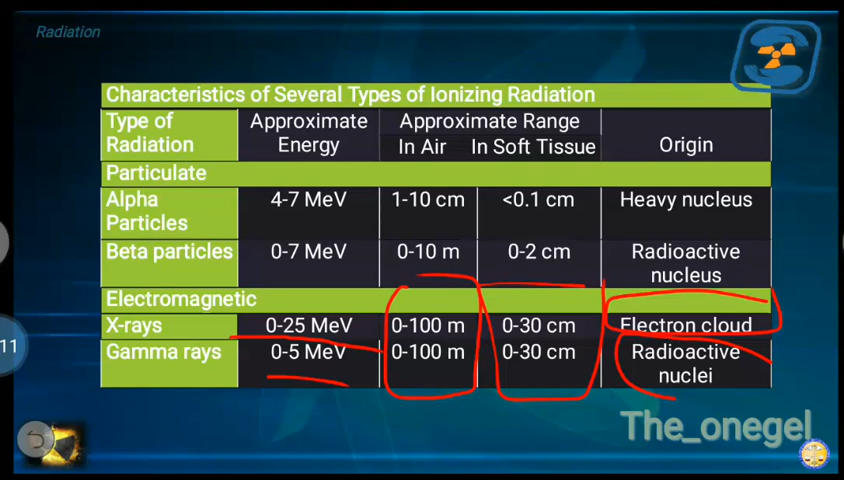 Radiation
Characteristics of Several Types of Ionizing Radiation
Type of Radiation Approximate Energy Approximate Range Origin
In Air In Soft Tissue
Particulate
Alpha Particles 4-7 MeV 1-10 cm <0.1 cm Heavy nucleus
Beta particles 0-7 MeV 0-10 m 0-2 cm Radioactive nucleus
Electromagnetic
X-rays 0-25 MeV 0-100 m 0-30 cm Electron cloud
11
Gamma rays 0-5 MeV 0-100 m 0-30 cm Radioactive nuclei
The_onegel